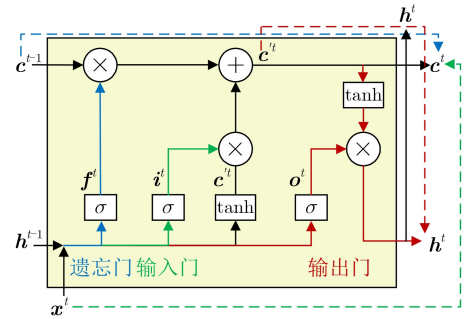 h^t
c^{t-1} × + c'^t c^t
tanh
× ×
f^t i^t c'^t o^t
σ σ tanh σ
h^{t-1} h^t
遗忘门 输入门 输出门
x^t